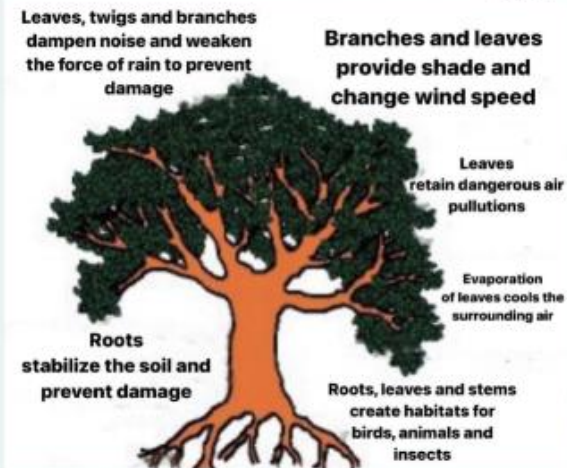 Leaves, twigs and branches
dampen noise and weaken
the force of rain to prevent
damage
Branches and leaves
provide shade and
change wind speed
Leaves
retain dangerous air
pullutions
Evaporation
of leaves cools the
surrounding air
Roots
stabilize the soil and
prevent damage
Roots, leaves and stems
create habitats for
birds, animals and
insects